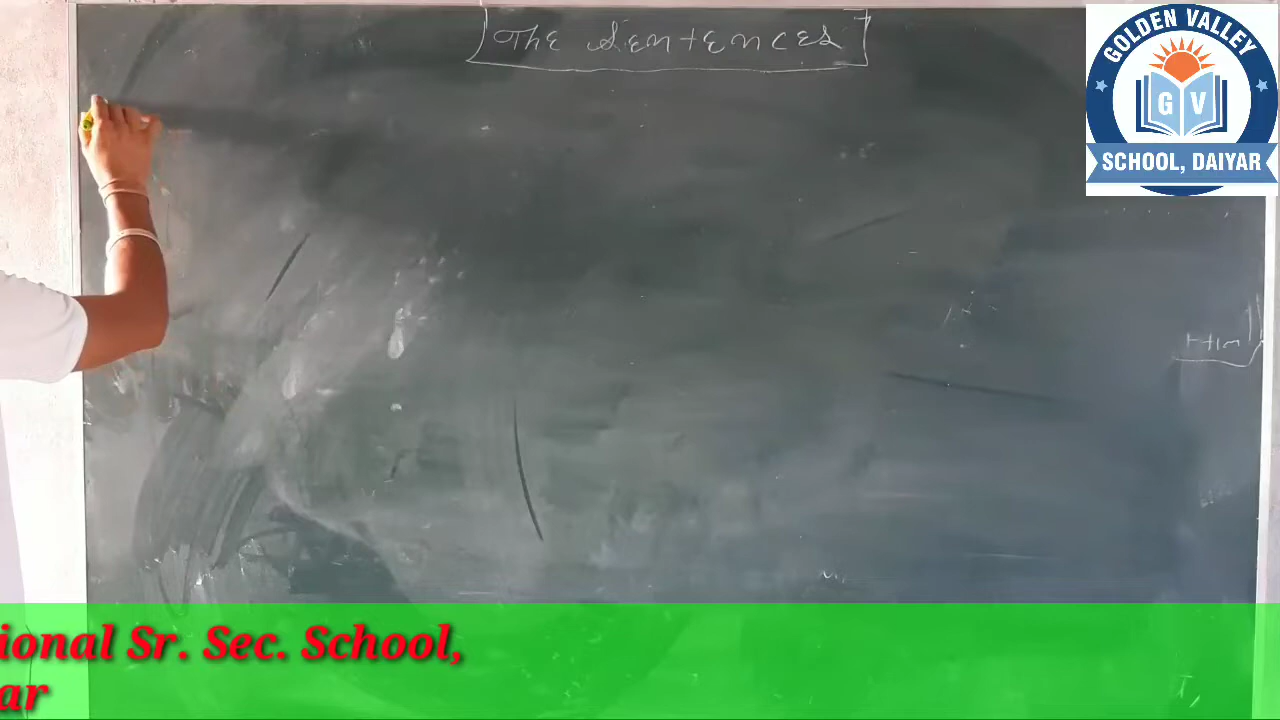 The Sentences
GOLDEN VALLEY
G V
SCHOOL, DAIYAR
ional Sr. Sec. School,
ar